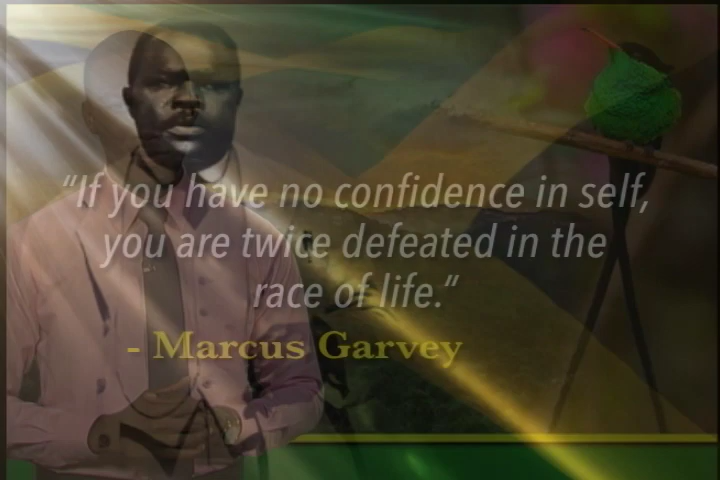 “If you have no confidence in self,
you are twice defeated in the
race of life.“
- Marcus Garvey